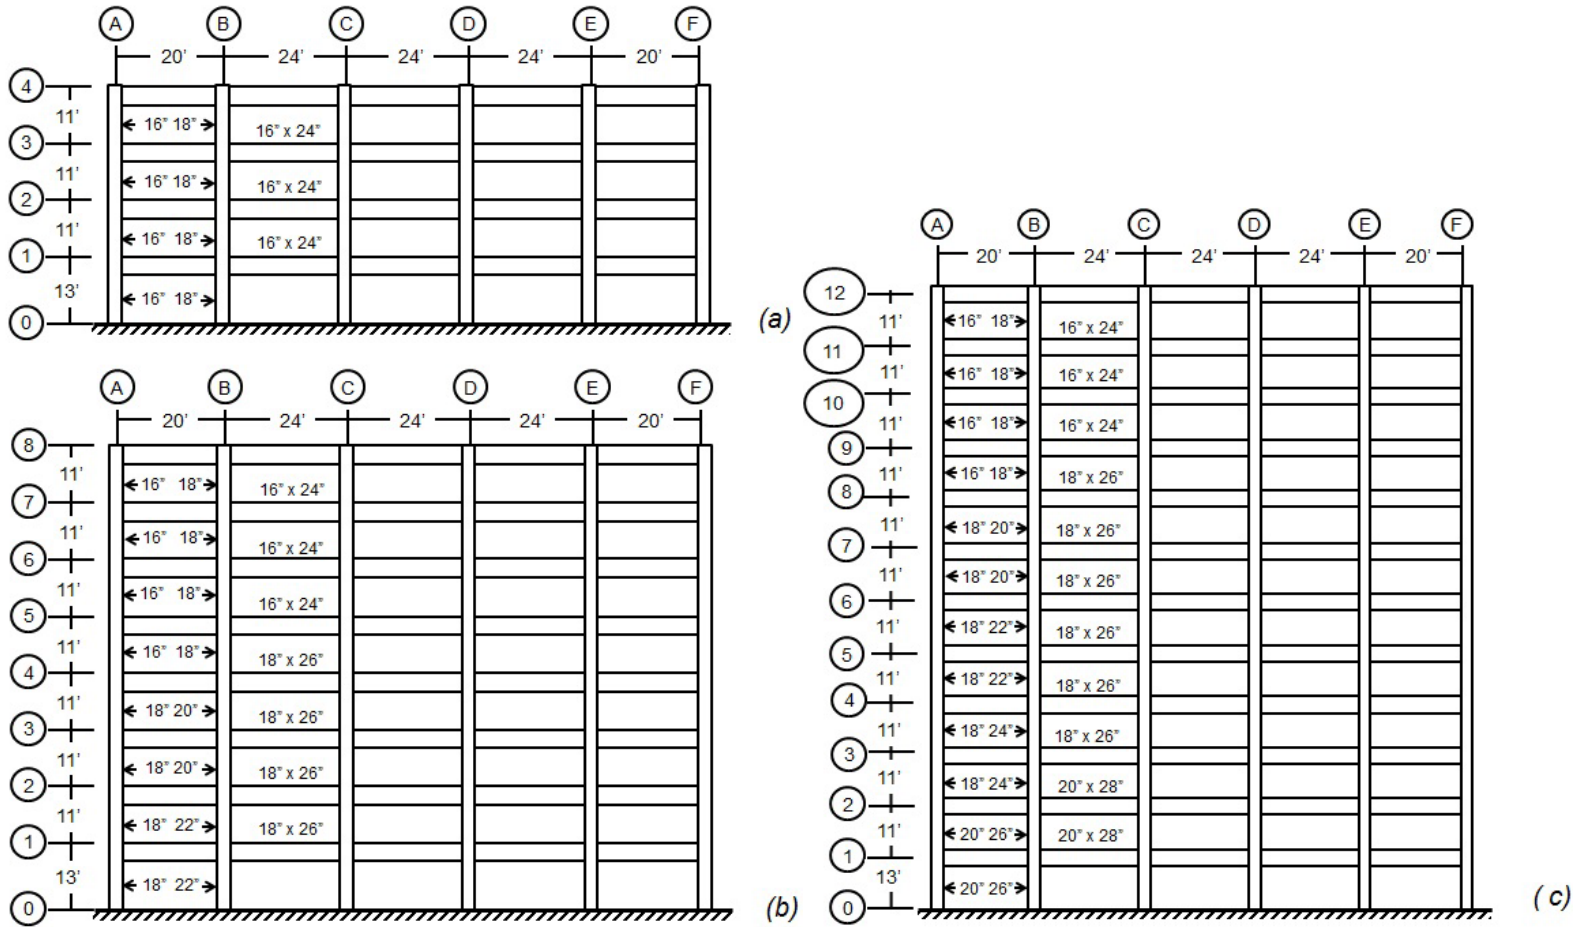 A B C D E F
20' 24' 24' 24' 20'
4
11'
16” 18” 16” x 24”
3
11'
16” 18” 16” x 24”
2
11'
16” 18” 16” x 24”
1
13'
16” 18”
0
(a)
A B C D E F
20' 24' 24' 24' 20'
8
11'
16” 18” 16” x 24”
7
11'
16” 18” 16” x 24”
6
11'
16” 18” 16” x 24”
5
11'
16” 18” 18” x 26”
4
11'
18” 20” 18” x 26”
3
11'
18” 20” 18” x 26”
2
11'
18” 22” 18” x 26”
1
13'
18” 22”
0
(b)
A B C D E F
20' 24' 24' 24' 20'
12
11'
16” 18” 16” x 24”
11
11'
16” 18” 16” x 24”
10
11'
16” 18” 16” x 24”
9
11'
16” 18” 18” x 26”
8
11'
18” 20” 18” x 26”
7
11'
18” 20” 18” x 26”
6
11'
18” 22” 18” x 26”
5
11'
18” 22” 18” x 26”
4
11'
18” 24” 18” x 26”
3
11'
18” 24” 20” x 28”
2
11'
20” 26” 20” x 28”
1
13'
20” 26”
0
( c)